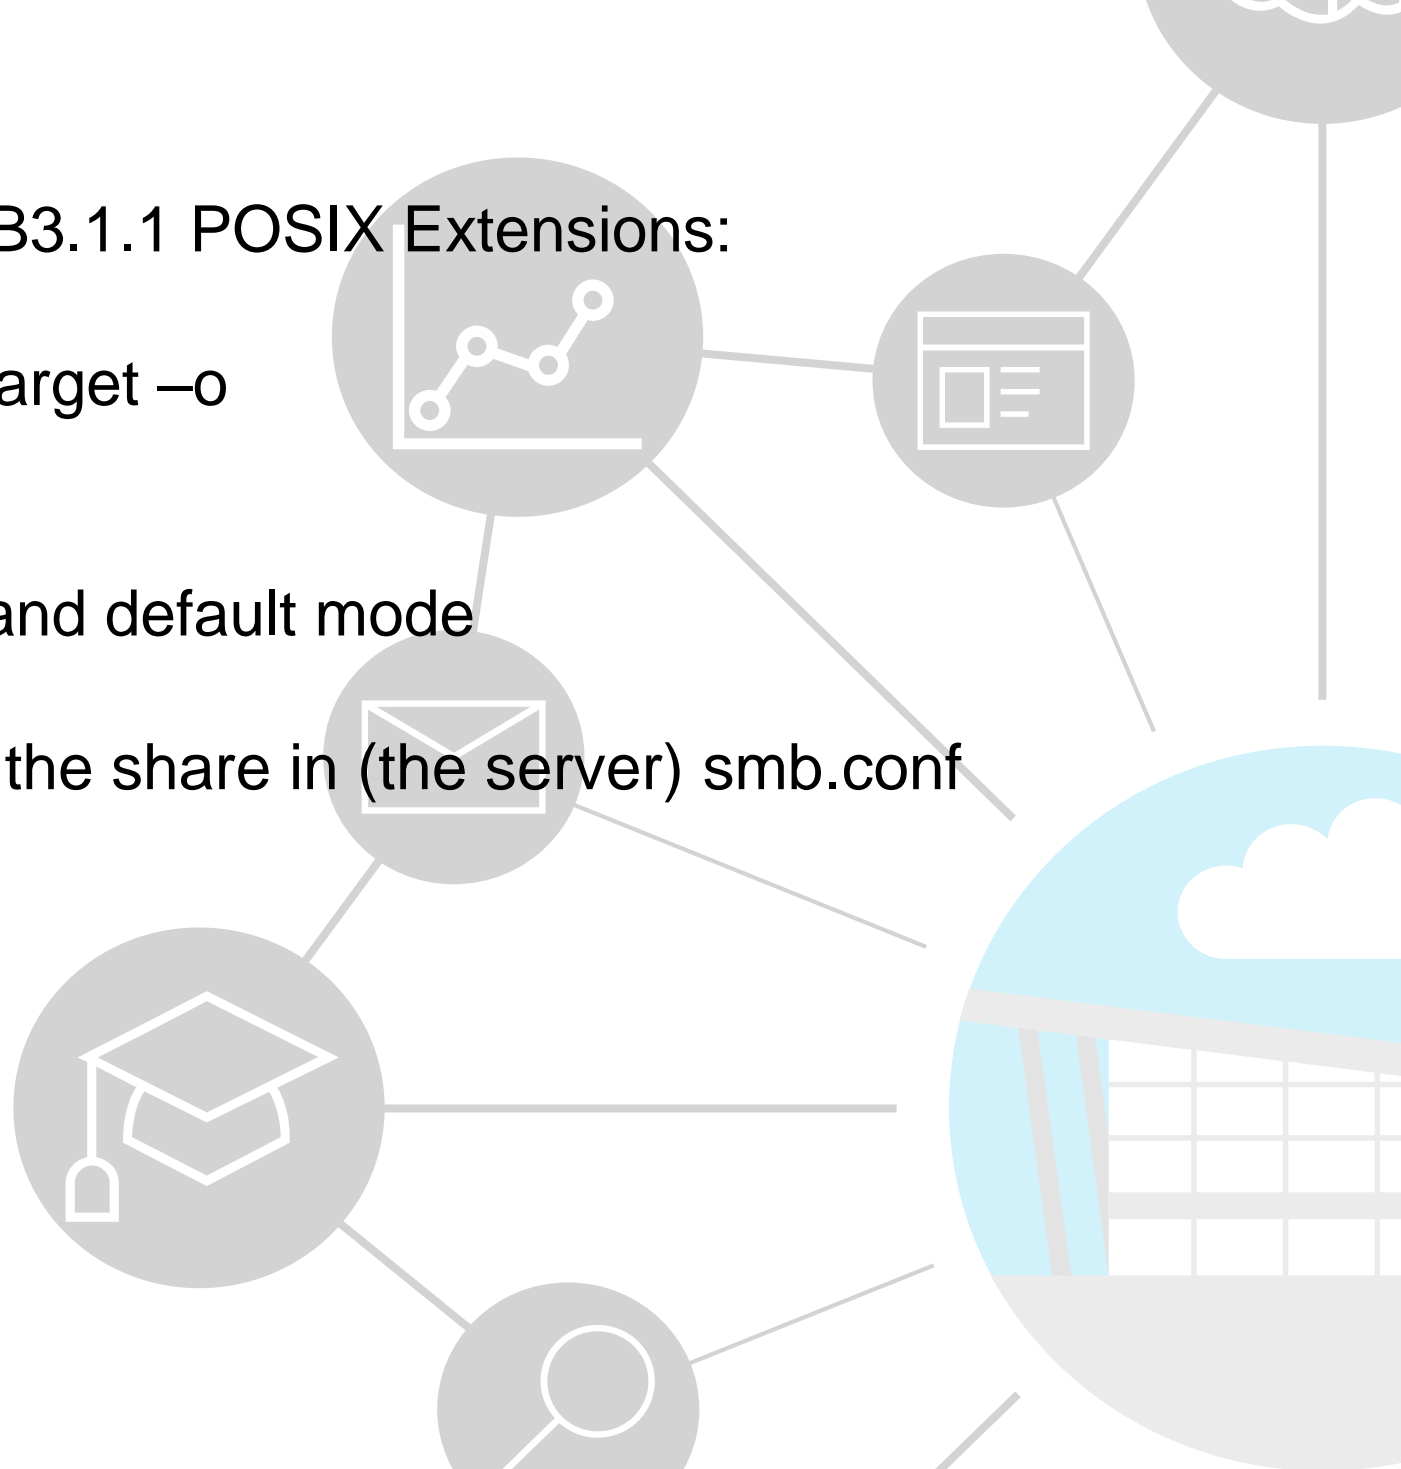 B3.1.1 POSIX Extensions:
arget –o
and default mode
the share in (the server) smb.conf